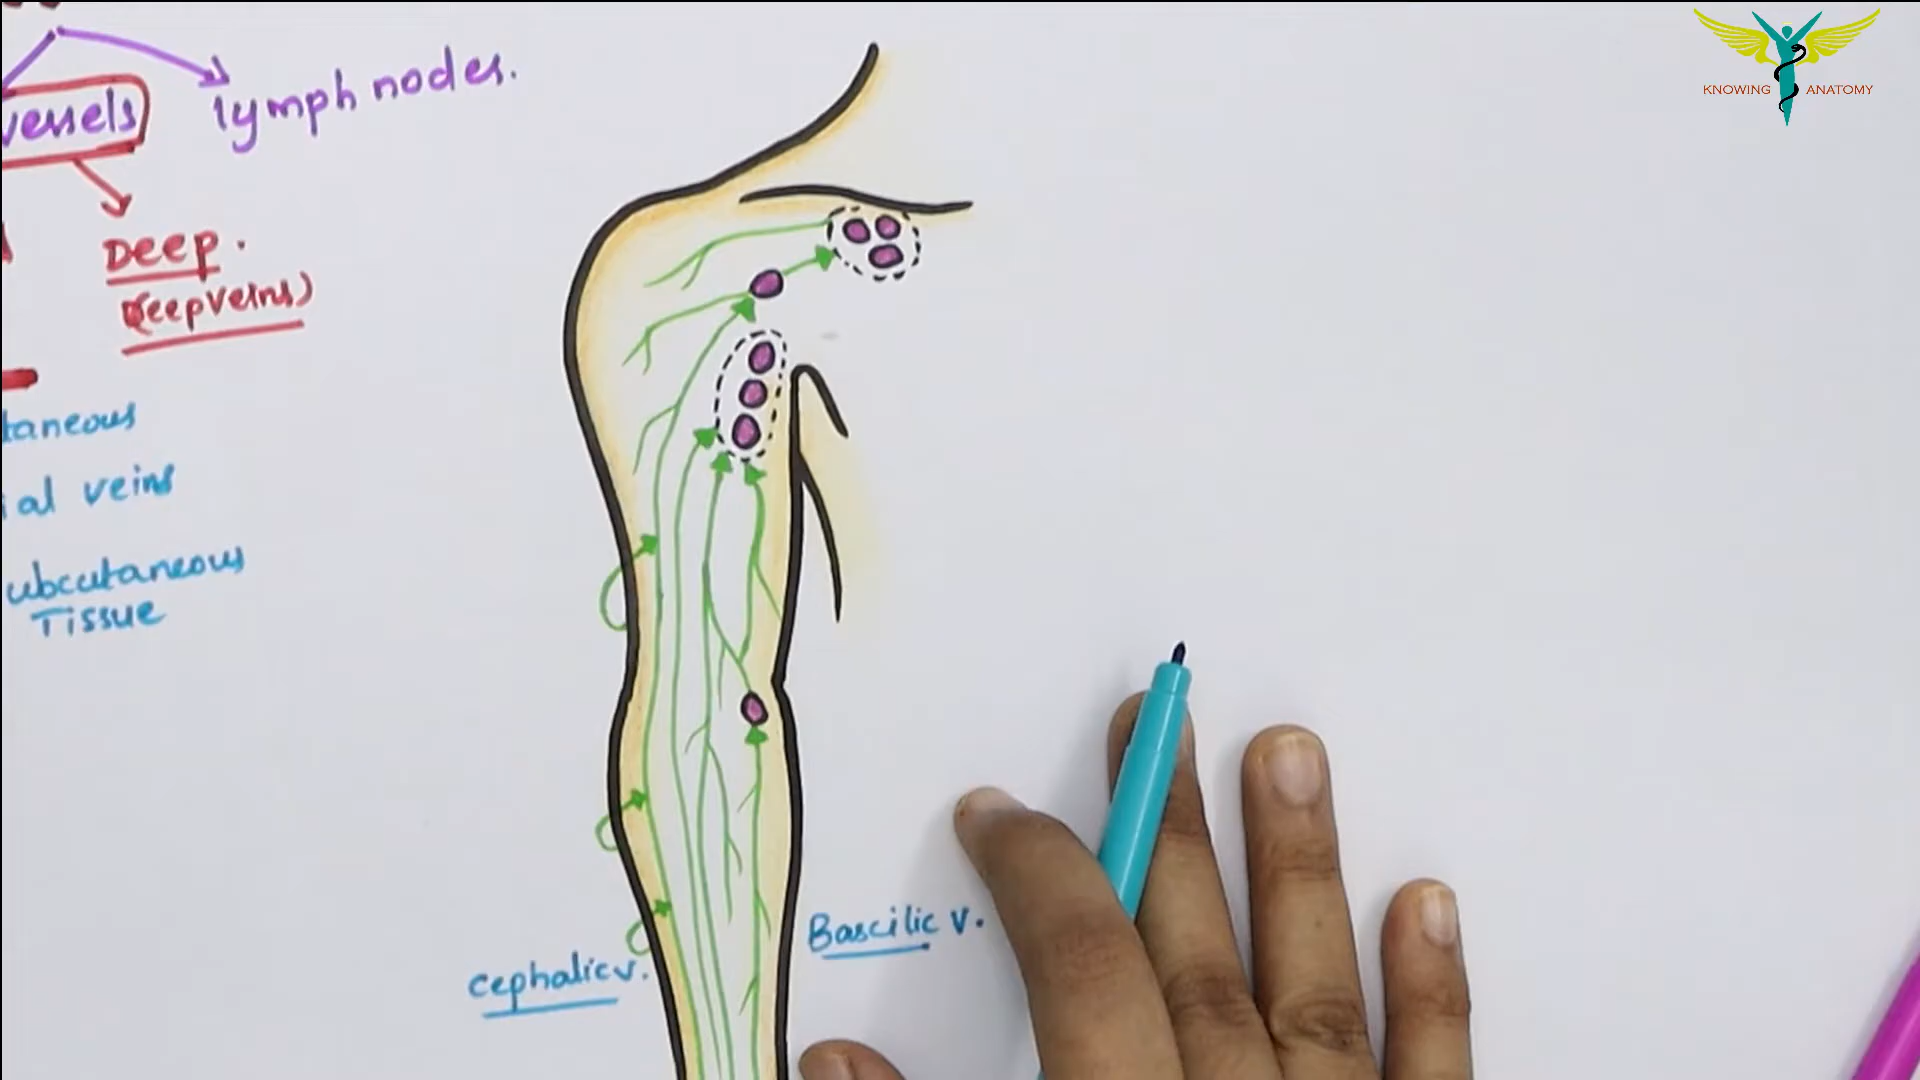 vessels
lymph nodes.
Deep.
(deep veins)
taneous
ial veins
ubcutaneous
Tissue
cephalic v.
Bascilic v.
KNOWING ANATOMY